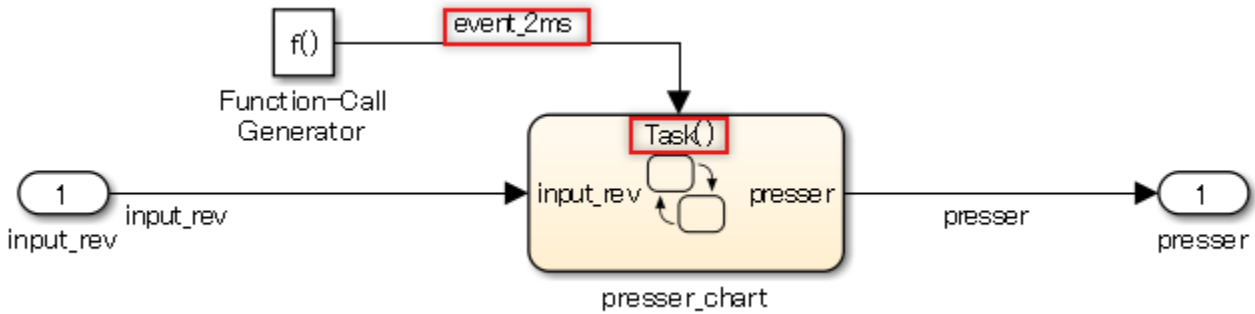 event_2ms
f()
Function-Call
Generator
Task()
1
input_rev
input_rev
input_rev
presser
presser
1
presser
presser_chart